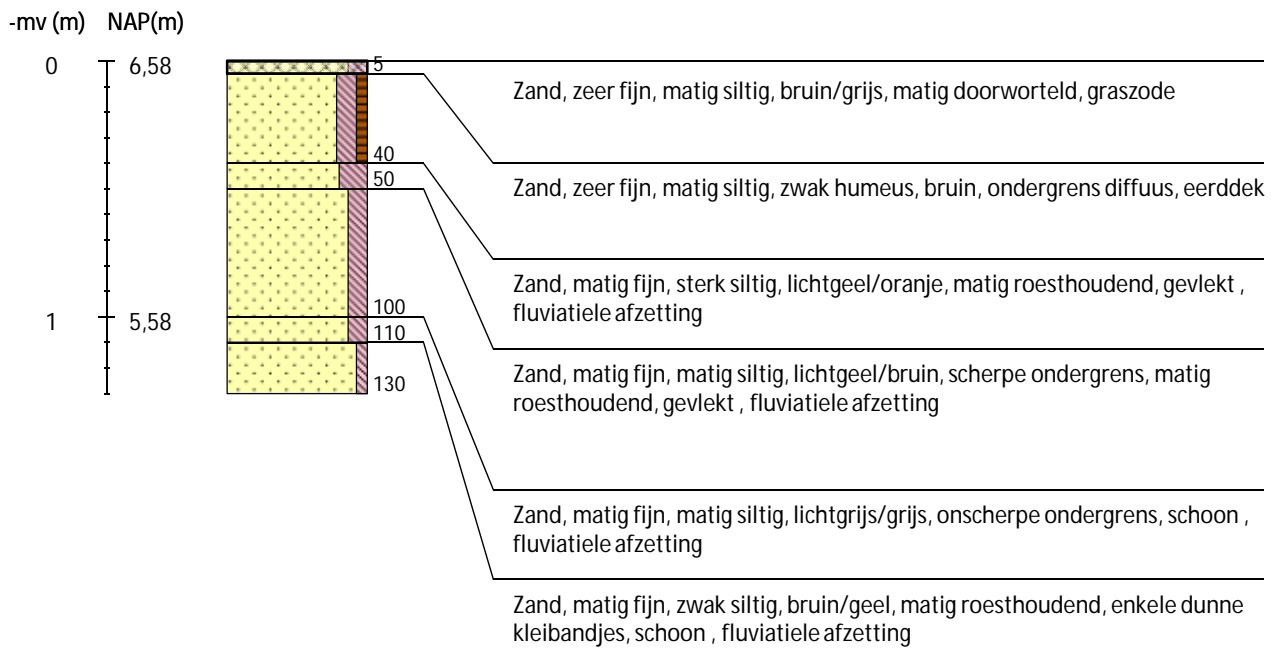 -mv (m) NAP(m)
0 6,58
5
Zand, zeer fijn, matig siltig, bruin/grijs, matig doorworteld, graszode
40
50
Zand, zeer fijn, matig siltig, zwak humeus, bruin, ondergrens diffuus, eerddek
Zand, matig fijn, sterk siltig, lichtgeel/oranje, matig roesthoudend, gevlekt ,
fluviatiele afzetting
100
1 5,58
110
Zand, matig fijn, matig siltig, lichtgeel/bruin, scherpe ondergrens, matig
roesthoudend, gevlekt , fluviatiele afzetting
130
Zand, matig fijn, matig siltig, lichtgrijs/grijs, onscherpe ondergrens, schoon ,
fluviatiele afzetting
Zand, matig fijn, zwak siltig, bruin/geel, matig roesthoudend, enkele dunne
kleibandjes, schoon , fluviatiele afzetting